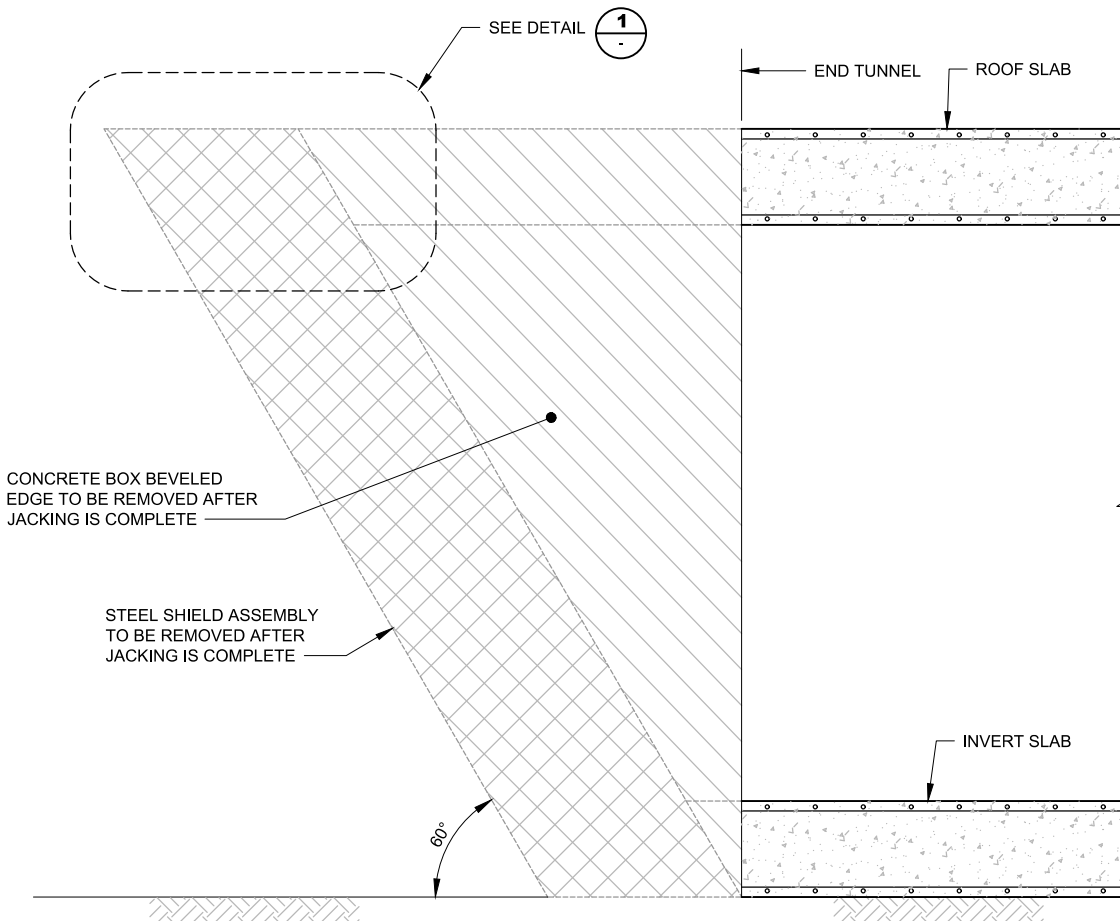 SEE DETAIL
1
-
END TUNNEL
ROOF SLAB
CONCRETE BOX BEVELED
EDGE TO BE REMOVED AFTER
JACKING IS COMPLETE
STEEL SHIELD ASSEMBLY
TO BE REMOVED AFTER
JACKING IS COMPLETE
INVERT SLAB
60°